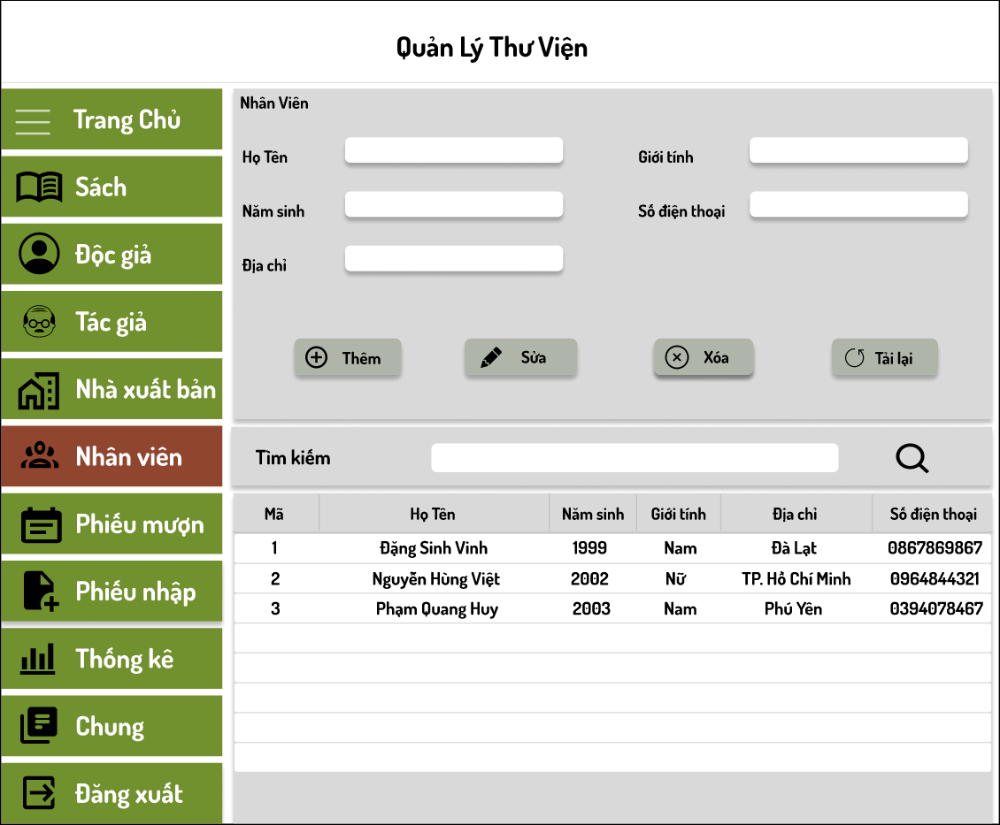 Quản Lý Thư Viện
Trang Chủ
Sách
Độc giả
Tác giả
Nhà xuất bản
Nhân viên
Phiếu mượn
Phiếu nhập
Thống kê
Chung
Đăng xuất
Nhân Viên
Họ Tên
Giới tính
Năm sinh
Số điện thoại
Địa chỉ
Thêm
Sửa
Xóa
Tải lại
Tìm kiếm
Mã Họ Tên Năm sinh Giới tính Địa chỉ Số điện thoại
1 Đặng Sinh Vinh 1999 Nam Đà Lạt 0867869867
2 Nguyễn Hùng Việt 2002 Nữ TP. Hồ Chí Minh 0964844321
3 Phạm Quang Huy 2003 Nam Phú Yên 0394078467